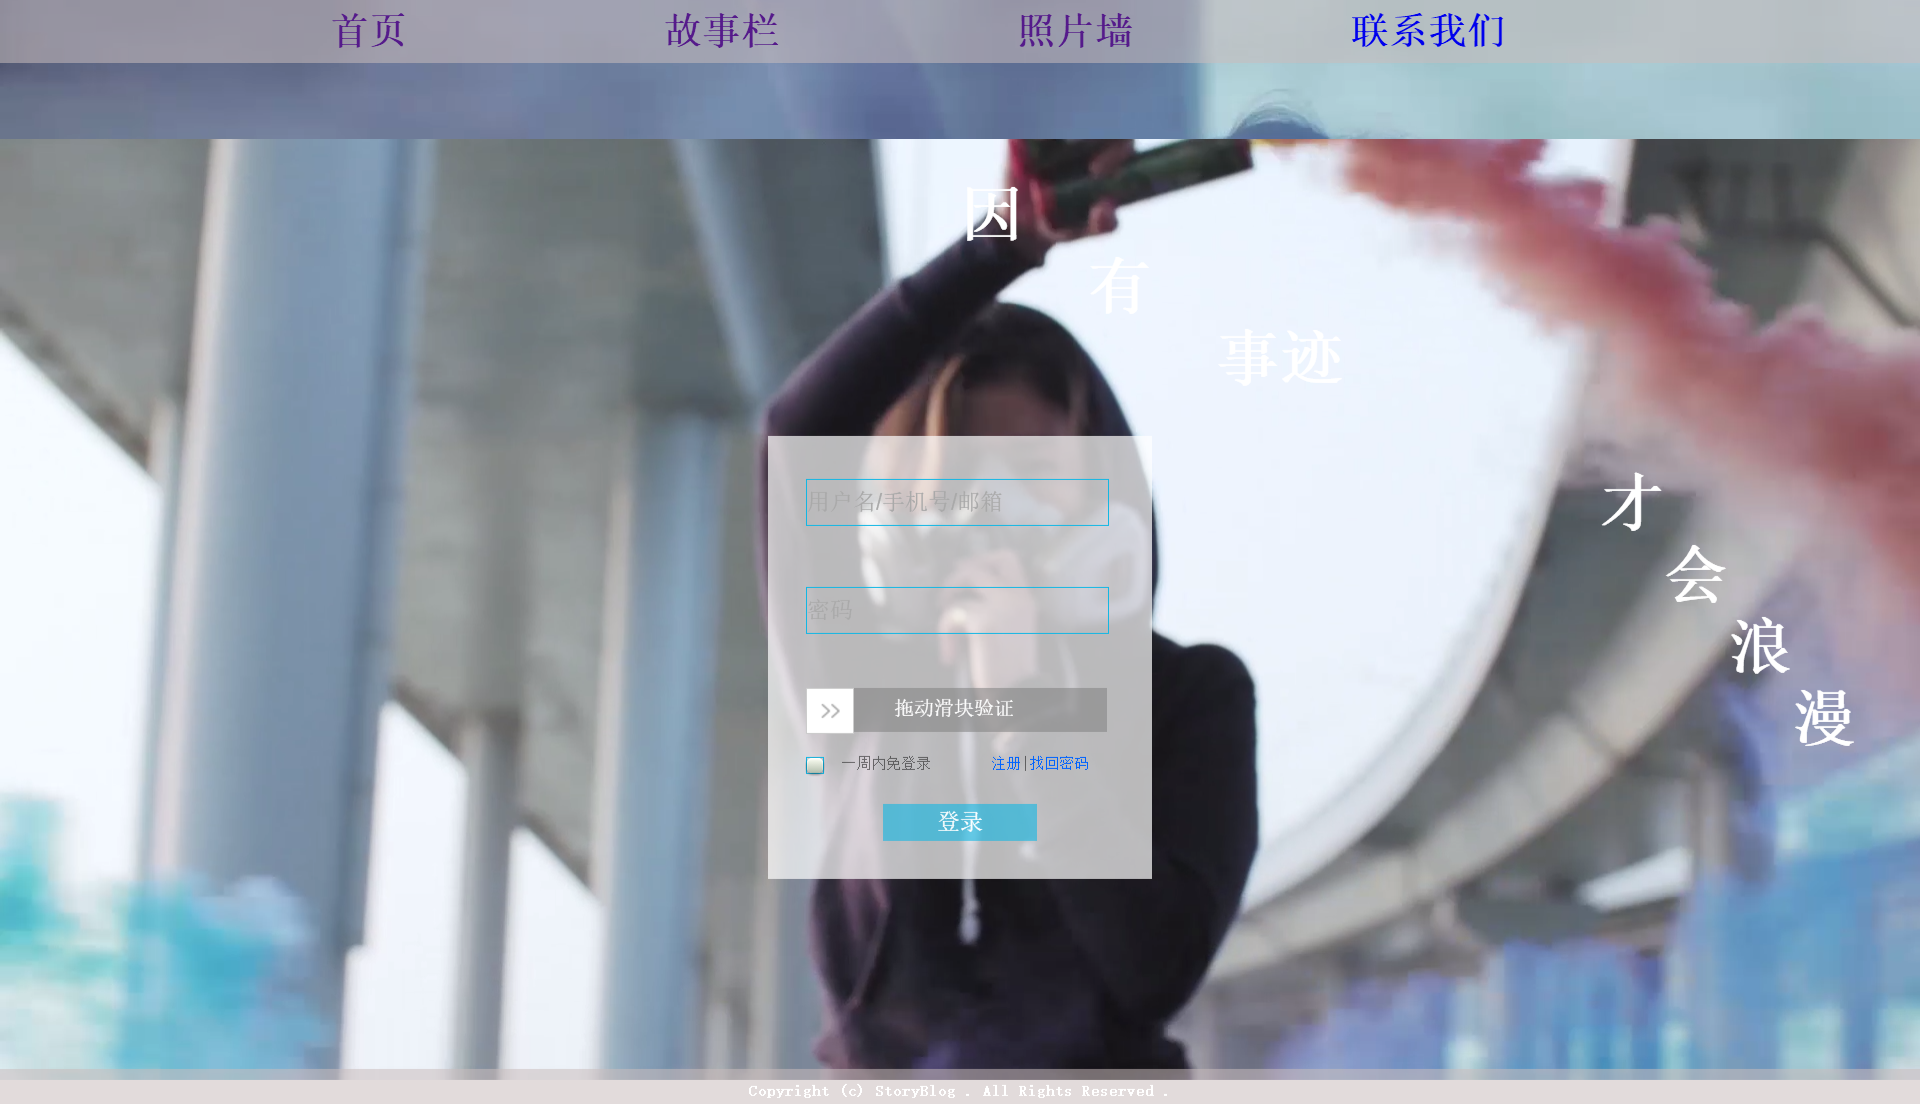 首页 故事栏 照片墙 联系我们
因
有
事迹
才
会
浪
漫
用户名/手机号/邮箱
密码
拖动滑块验证
一周内免登录 注册|找回密码
登录
Copyright (c) StoryBlog . All Rights Reserved .